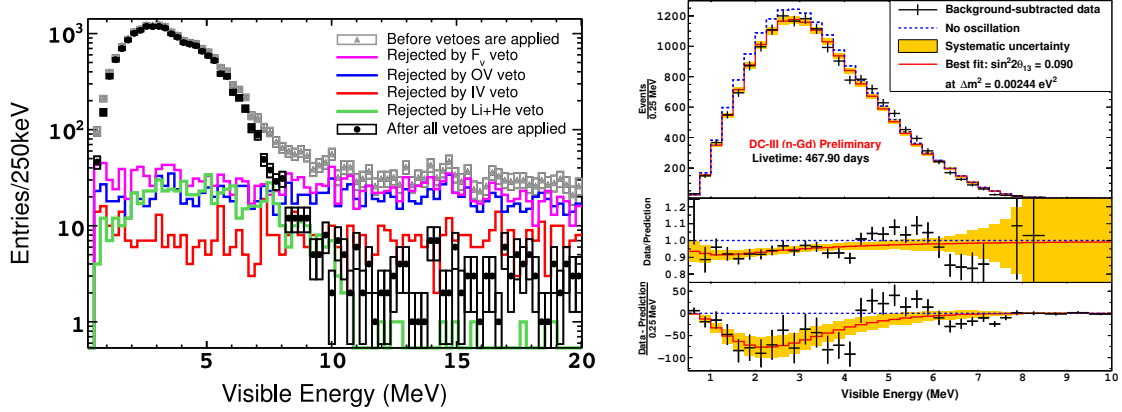 Entries/250keV
10³
10²
10
1
5
10
15
20
Visible Energy (MeV)
Before vetoes are applied
Rejected by Fᵥ veto
Rejected by OV veto
Rejected by IV veto
Rejected by Li+He veto
After all vetoes are applied
Events
0.25 MeV
1200
1000
800
600
400
200
Background-subtracted data
No oscillation
Systematic uncertainty
Best fit: sin²2θ₁₃ = 0.090
at Δm² = 0.00244 eV²
DC-III (n-Gd) Preliminary
Livetime: 467.90 days
Data/Prediction
1.2
1.1
1.0
0.9
0.8
Data - Prediction
0.25 MeV
50
0
-50
-100
1
2
3
4
5
6
7
8
9
10
Visible Energy (MeV)